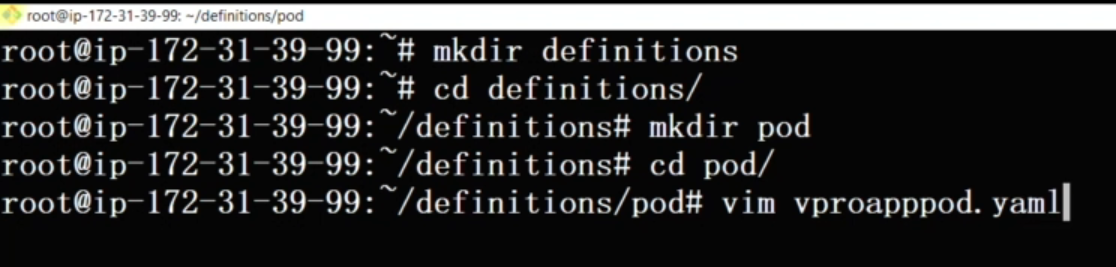 root@ip-172-31-39-99: ~/definitions/pod
root@ip-172-31-39-99:~# mkdir definitions
root@ip-172-31-39-99:~# cd definitions/
root@ip-172-31-39-99:~/definitions# mkdir pod
root@ip-172-31-39-99:~/definitions# cd pod/
root@ip-172-31-39-99:~/definitions/pod# vim vproapppod.yaml